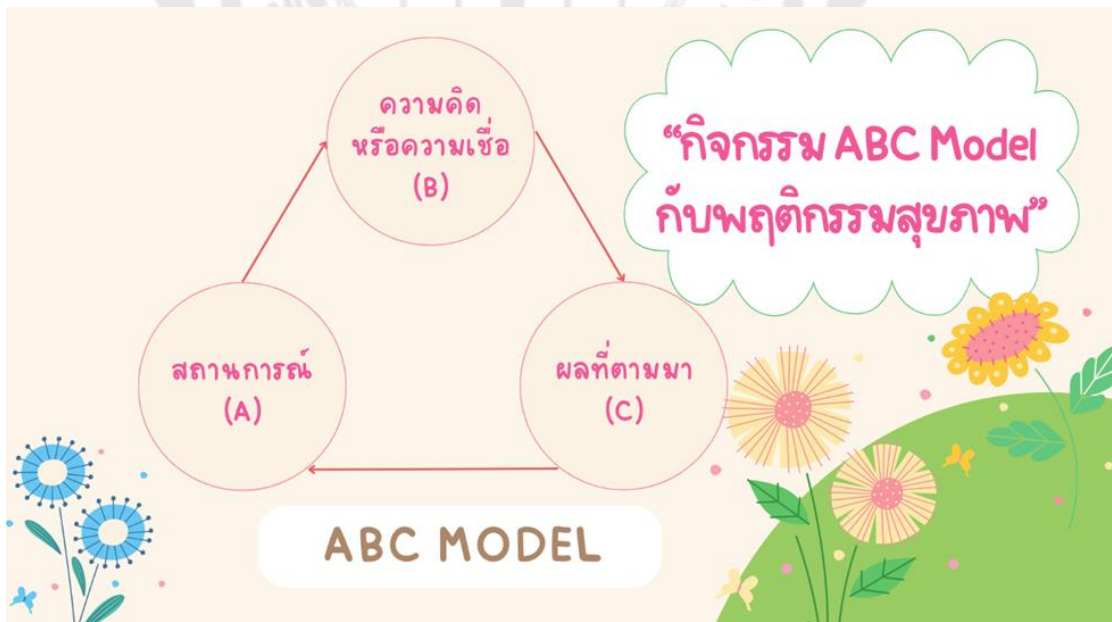 ความคิด
หรือความเชื่อ
(B)
“กิจกรรม ABC Model
กับพฤติกรรมสุขภาพ”
สถานการณ์
(A)
ผลที่ตามมา
(C)
ABC MODEL